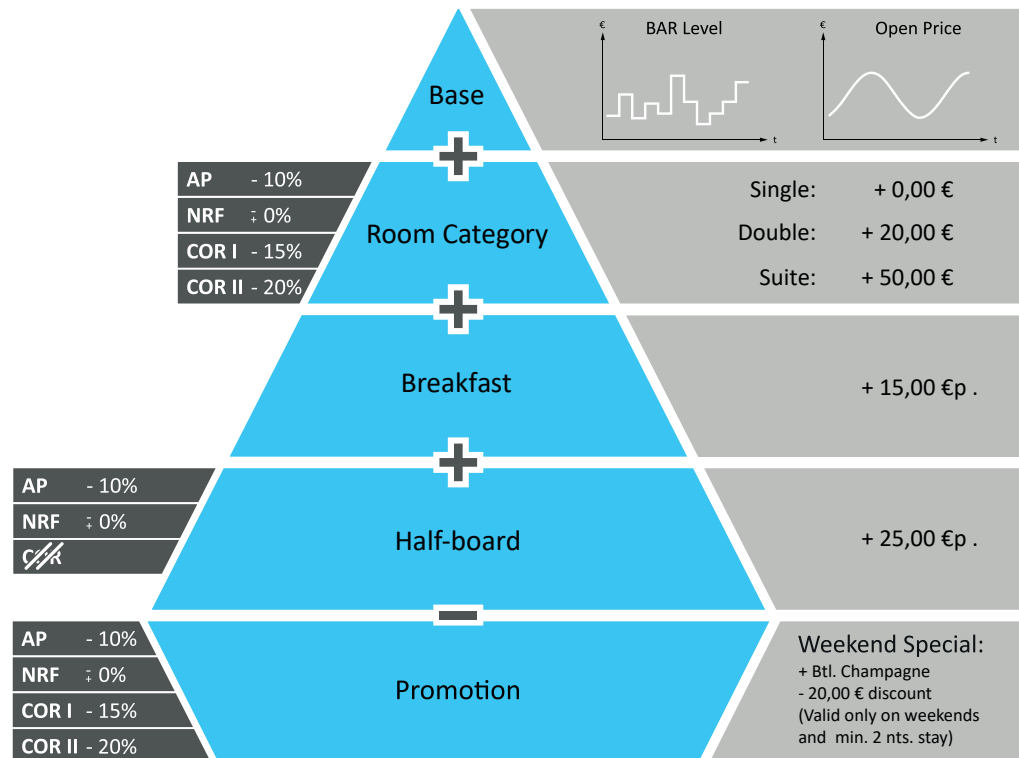 €
BAR Level
t
€
Open Price
t
Base
AP - 10%
NRF -+ 0%
COR I - 15%
COR II - 20%
Room Category
Single: + 0,00 €
Double: + 20,00 €
Suite: + 50,00 €
Breakfast
+ 15,00 €p .
AP - 10%
NRF -+ 0%
COR
Half-board
+ 25,00 €p .
AP - 10%
NRF -+ 0%
COR I - 15%
COR II - 20%
Promotion
Weekend Special:
+ Btl. Champagne
- 20,00 € discount
(Valid only on weekends
and min. 2 nts. stay)